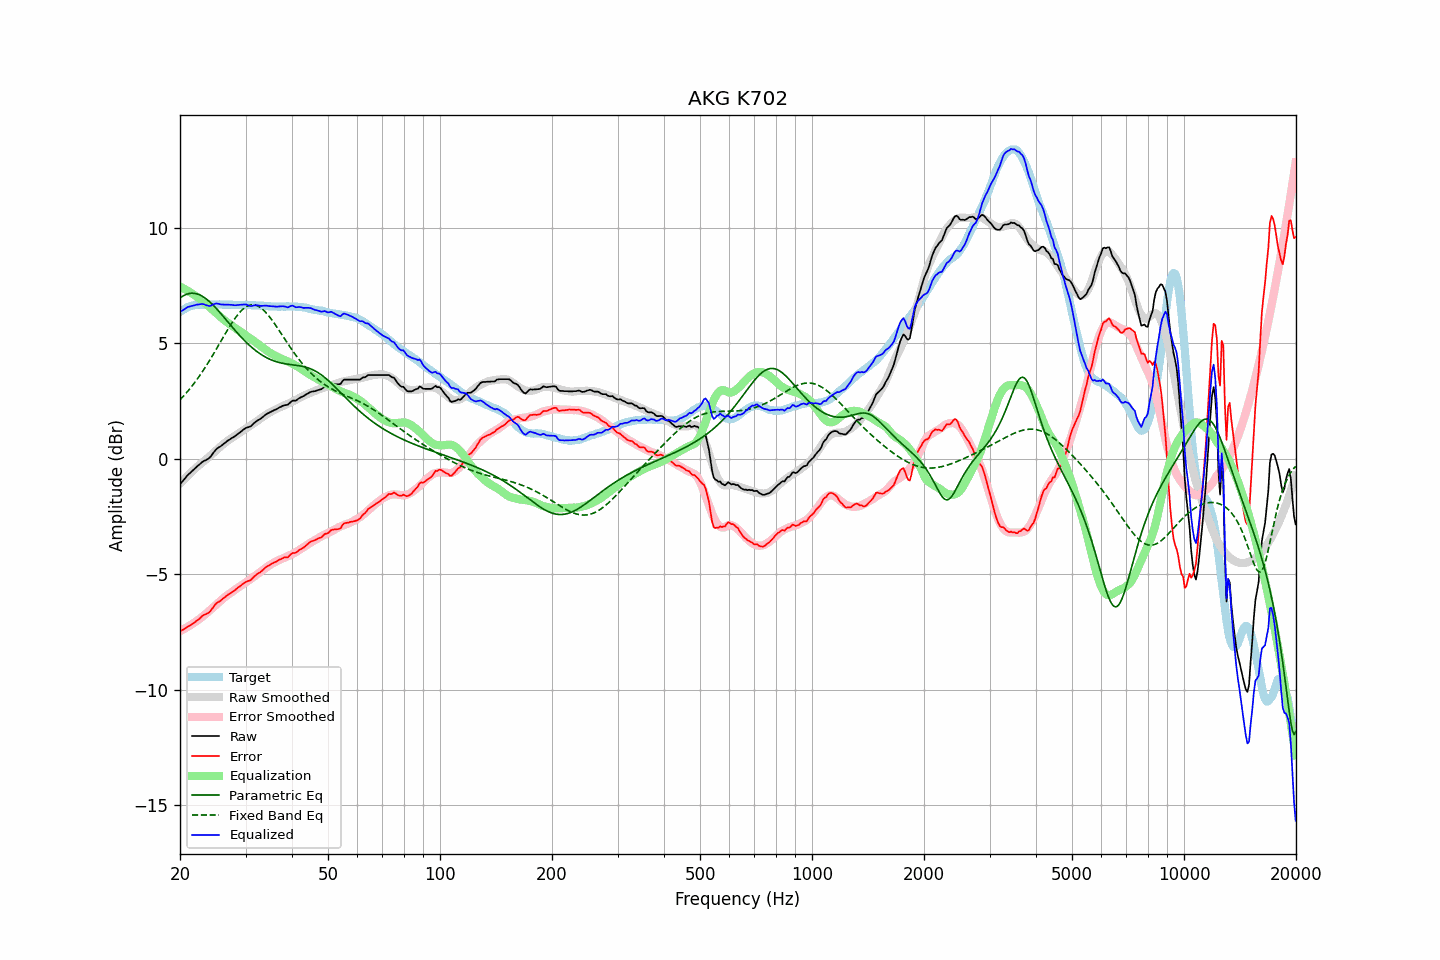 AKG K702
Amplitude (dBr)
10
5
0
−5
−10
−15
Target
Raw Smoothed
Error Smoothed
Raw
Error
Equalization
Parametric Eq
Fixed Band Eq
Equalized
20 50 100 200 500 1000 2000 5000 10000 20000
Frequency (Hz)